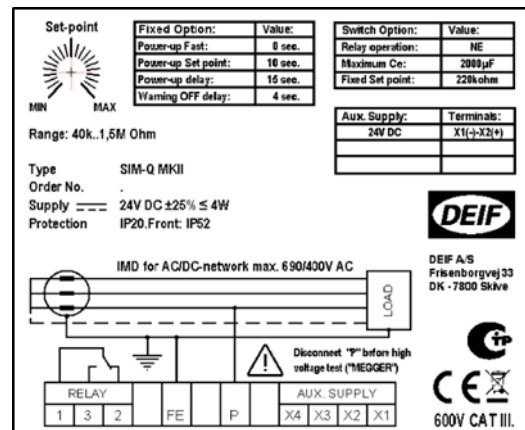 Set-point
MIN MAX
Range: 40k..1,5M Ohm
Fixed Option: Value:
Power-up Fast: 0 sec.
Power-up Set point: 10 sec.
Power-up delay: 15 sec.
Warning OFF delay: 4 sec.
Switch Option: Value:
Relay operation: NE
Maximum Ce: 2000µF
Fixed Set point: 220kohm
Aux. Supply: Terminals:
24V DC X1(-)-X2(+)
Type SIM-Q MKII
Order No. .
Supply 24V DC ±25% ≤ 4W
Protection IP20.Front: IP52
DEIF
DEIF A/S
Frisenborgvej33
DK - 7800 Skive
IMD for AC/DC-network max. 690/400V AC
LOAD
Disconnect "P" before high
voltage test ("MEGGER")
RELAY AUX. SUPPLY
1 3 2 FE P X4 X3 X2 X1
CE
600V CAT III.